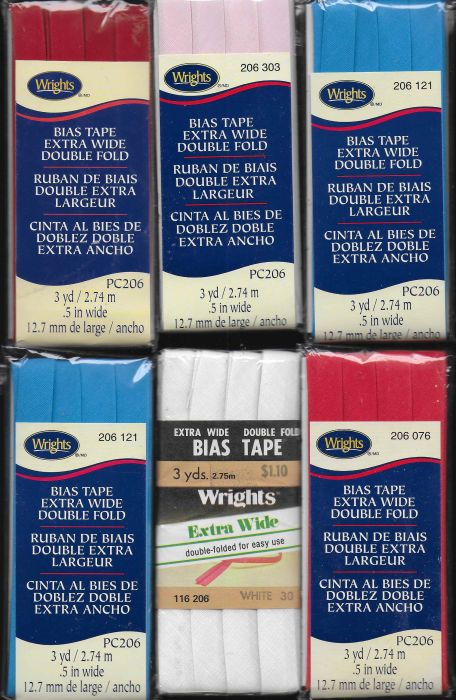 Wrights
®/MD
BIAS TAPE
EXTRA WIDE
DOUBLE FOLD
RUBAN DE BIAIS
DOUBLE EXTRA
LARGEUR
CINTA AL BIES DE
DOBLEZ DOBLE
EXTRA ANCHO
PC206
3 yd / 2.74 m
.5 in wide
12.7 mm de large / ancho
206 303
Wrights
®/MD
BIAS TAPE
EXTRA WIDE
DOUBLE FOLD
RUBAN DE BIAIS
DOUBLE EXTRA
LARGEUR
CINTA AL BIES DE
DOBLEZ DOBLE
EXTRA ANCHO
PC206
3 yd / 2.74 m
.5 in wide
12.7 mm de large / ancho
206 121
Wrights
®/MD
BIAS TAPE
EXTRA WIDE
DOUBLE FOLD
RUBAN DE BIAIS
DOUBLE EXTRA
LARGEUR
CINTA AL BIES DE
DOBLEZ DOBLE
EXTRA ANCHO
PC206
3 yd / 2.74 m
.5 in wide
12.7 mm de large / ancho
Wrights 206 121
®/MD
BIAS TAPE
EXTRA WIDE
DOUBLE FOLD
RUBAN DE BIAIS
DOUBLE EXTRA
LARGEUR
CINTA AL BIES DE
DOBLEZ DOBLE
EXTRA ANCHO
PC206
3 yd / 2.74 m
.5 in wide
12.7 mm de large / ancho
EXTRA WIDE DOUBLE FOLD
BIAS TAPE
3 yds. 2.75m $1.10
Wrights®
Extra Wide
double-folded for easy use
116 206 WHITE 30
Wrights 206 076
®/MD
BIAS TAPE
EXTRA WIDE
DOUBLE FOLD
RUBAN DE BIAIS
DOUBLE EXTRA
LARGEUR
CINTA AL BIES DE
DOBLEZ DOBLE
EXTRA ANCHO
PC206
3 yd / 2.74 m
.5 in wide
12.7 mm de large / ancho